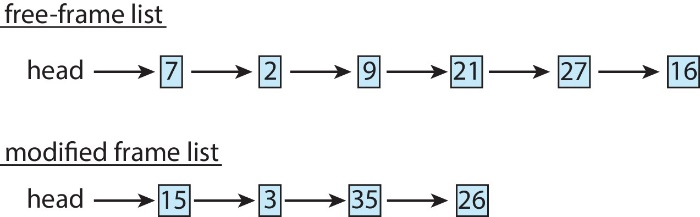 free-frame list
head 7 2 9 21 27 16
modified frame list
head 15 3 35 26